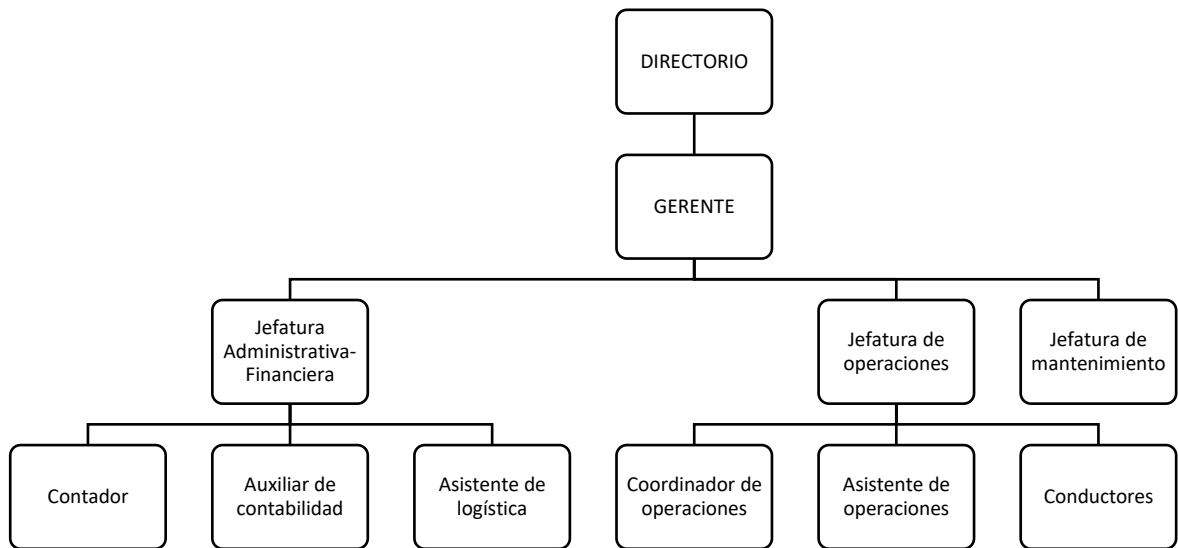 DIRECTORIO
GERENTE
Jefatura
Administrativa-
Financiera
Jefatura de
operaciones
Jefatura de
mantenimiento
Contador
Auxiliar de
contabilidad
Asistente de
logística
Coordinador de
operaciones
Asistente de
operaciones
Conductores